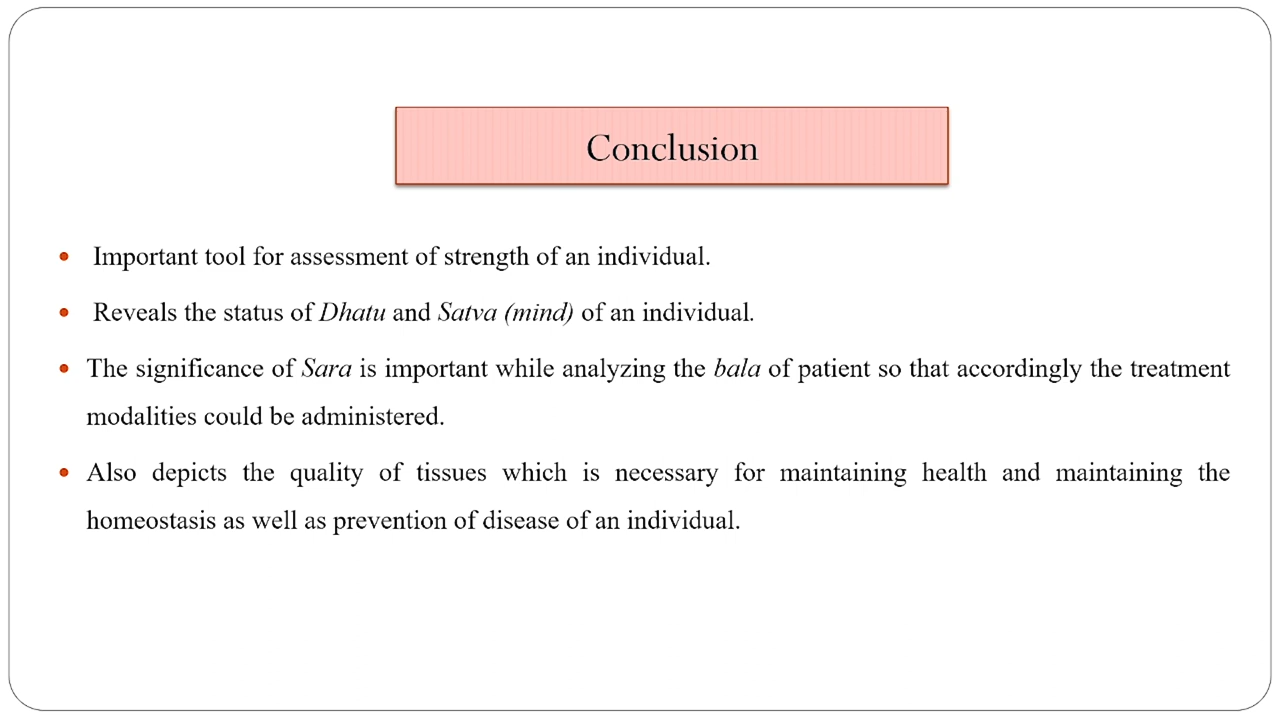 Conclusion
Important tool for assessment of strength of an individual.
Reveals the status of Dhatu and Satva (mind) of an individual.
The significance of Sara is important while analyzing the bala of patient so that accordingly the treatment
modalities could be administered.
Also depicts the quality of tissues which is necessary for maintaining health and maintaining the
homeostasis as well as prevention of disease of an individual.